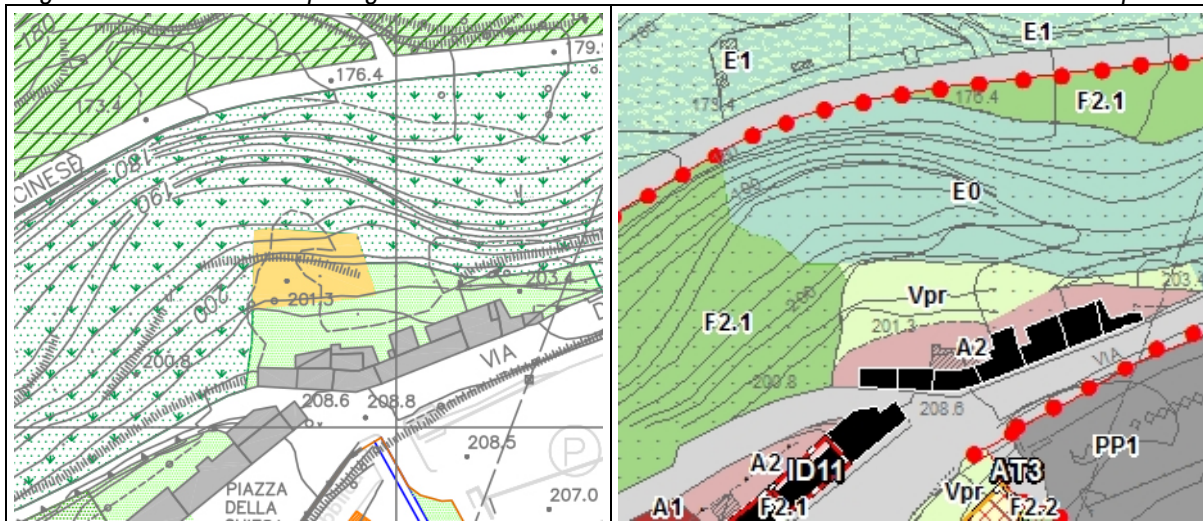 180
176.4
179.9
173.4
CINESE
180
190
200
201.3
203.4
200.8
VIA
D
208.6
208.8
208.5
P
207.0
PIAZZA
DELLA
E1
E1
173.4
176.4
F2.1
190
E0
200
Vpr
201.3
203.
F2.1
A2
200.8
VIA
208.6
PP1
A2
ID11
AT3
Vpr
A1
F2.1
F2.2